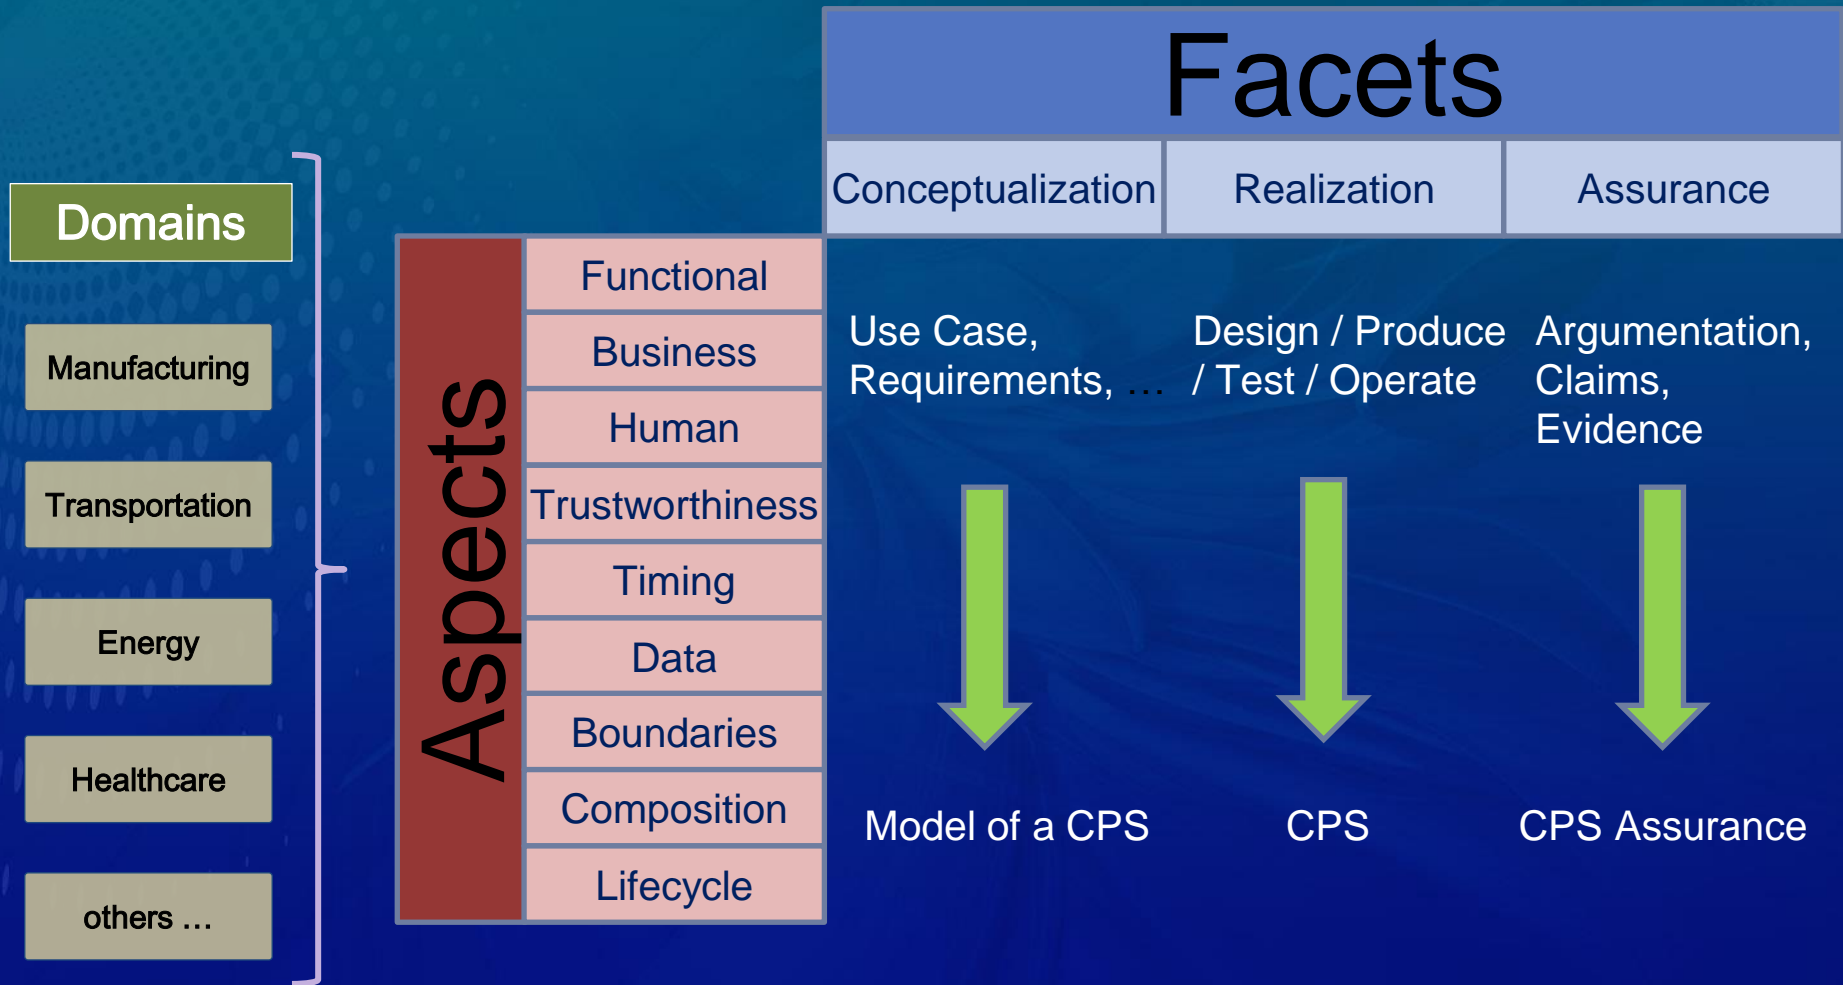 Facets
Conceptualization
Realization
Assurance
Domains
Manufacturing
Transportation
Energy
Healthcare
others …
Aspects
Functional
Business
Human
Trustworthiness
Timing
Data
Boundaries
Composition
Lifecycle
Use Case,
Requirements, …
Design / Produce
/ Test / Operate
Argumentation,
Claims,
Evidence
Model of a CPS
CPS
CPS Assurance